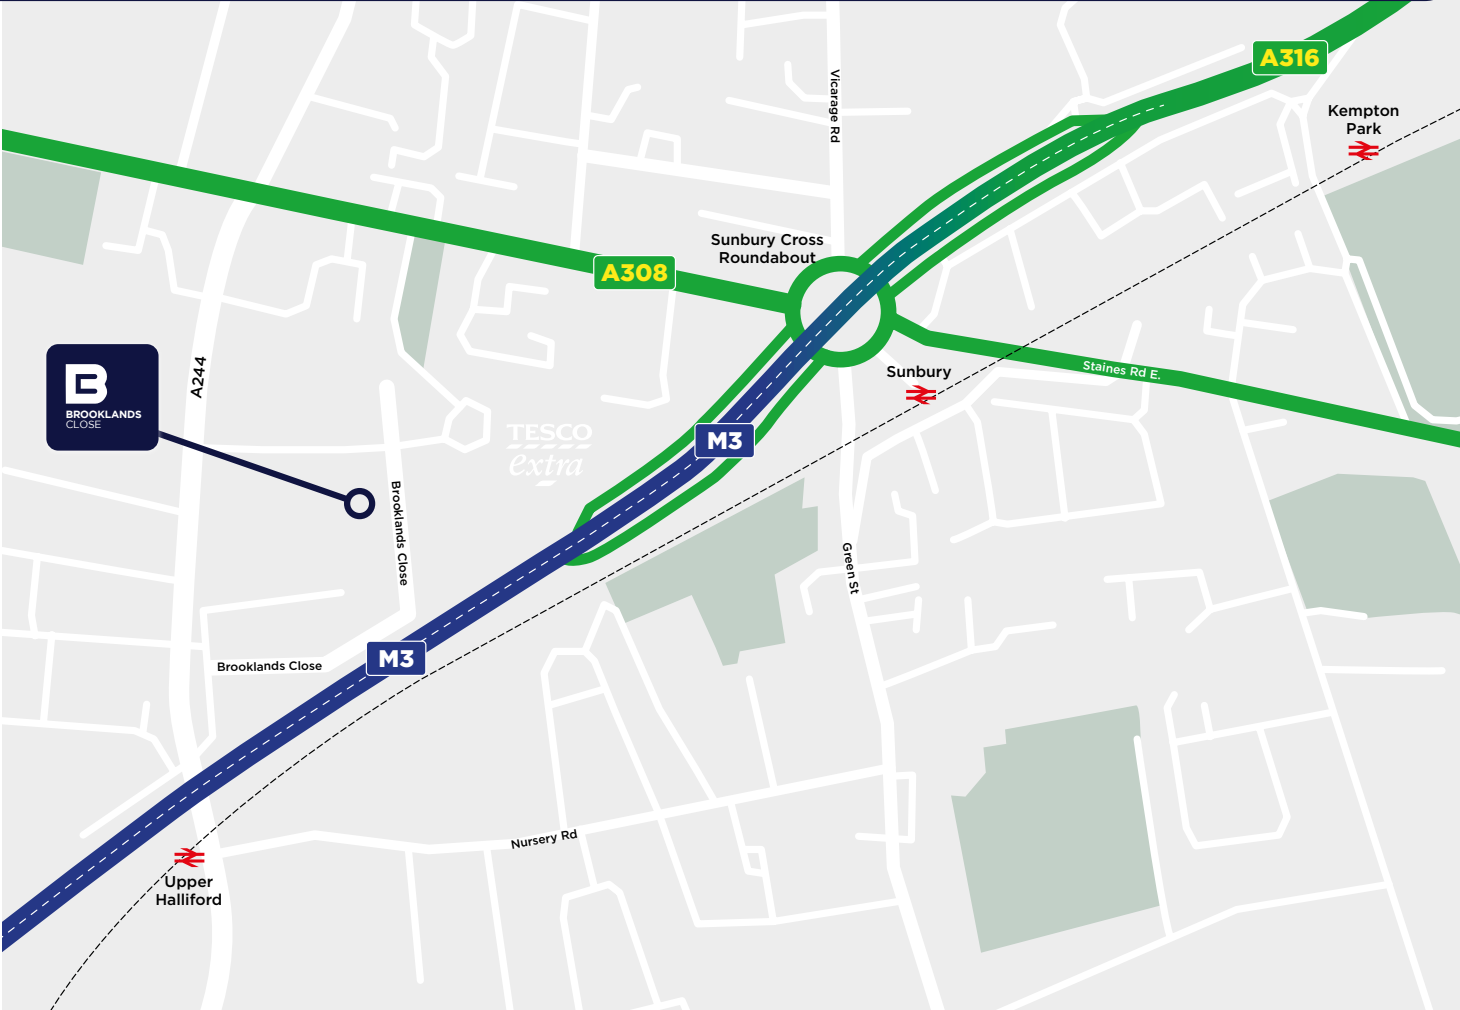 A316
Kempton
Park
Vicarage Rd
Sunbury Cross
Roundabout
A308
A244
B
BROOKLANDS
CLOSE
Sunbury
Staines Rd E.
TESCO
extra
M3
Brooklands Close
Green St
Brooklands Close
M3
Nursery Rd
Upper
Halliford